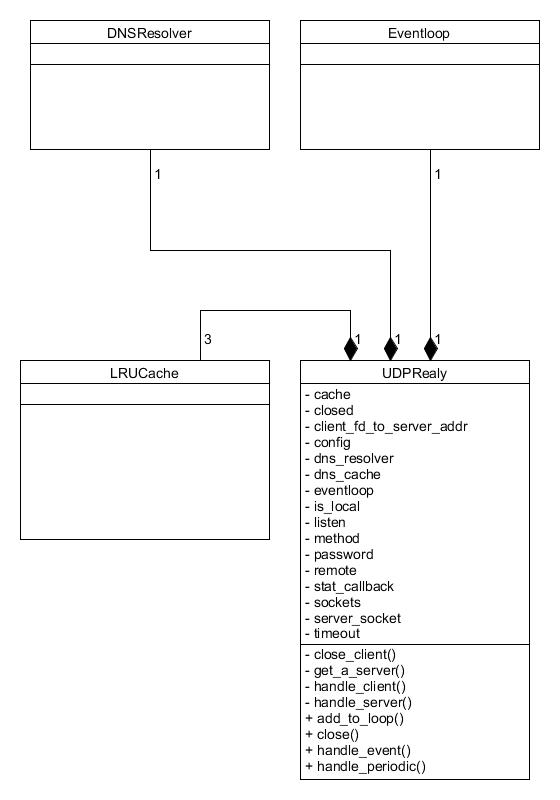 DNSResolver
Eventloop
1
1
3
1
1
1
LRUCache
UDPRealy
- cache
- closed
- client_fd_to_server_addr
- config
- dns_resolver
- dns_cache
- eventloop
- is_local
- listen
- method
- password
- remote
- stat_callback
- sockets
- server_socket
- timeout
- close_client()
- get_a_server()
- handle_client()
- handle_server()
+ add_to_loop()
+ close()
+ handle_event()
+ handle_periodic()